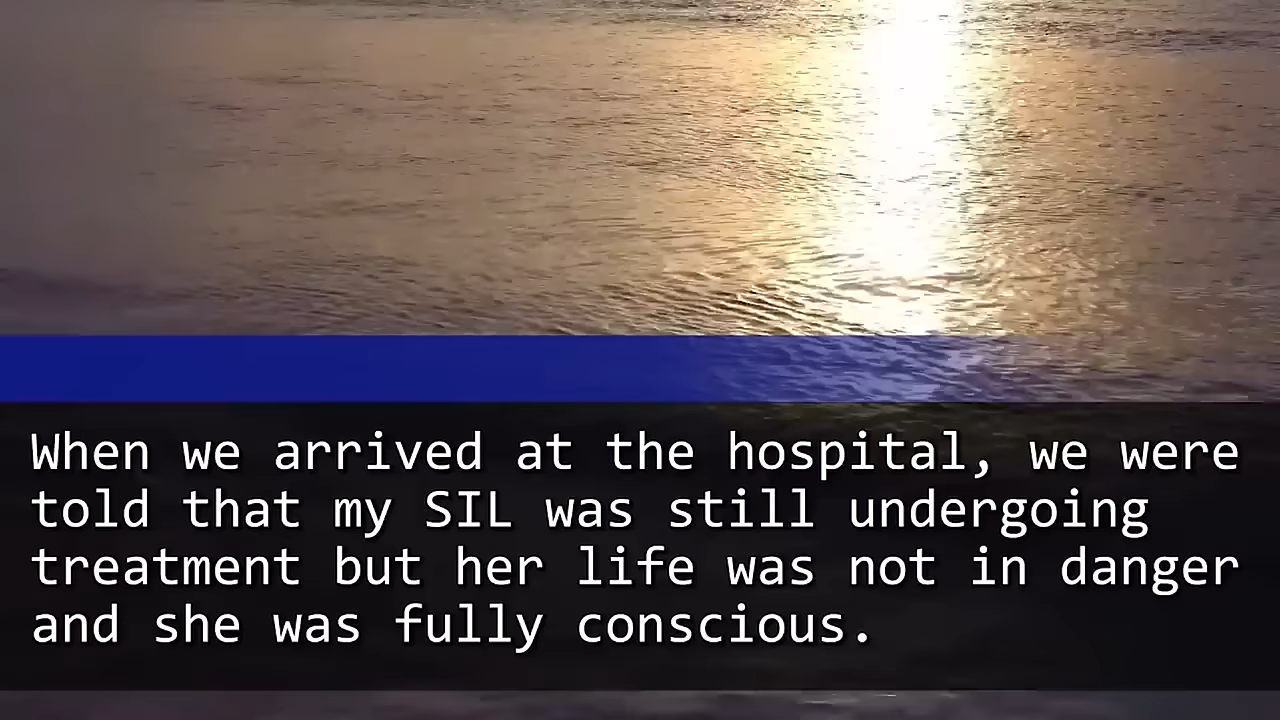 When we arrived at the hospital, we were
told that my SIL was still undergoing
treatment but her life was not in danger
and she was fully conscious.